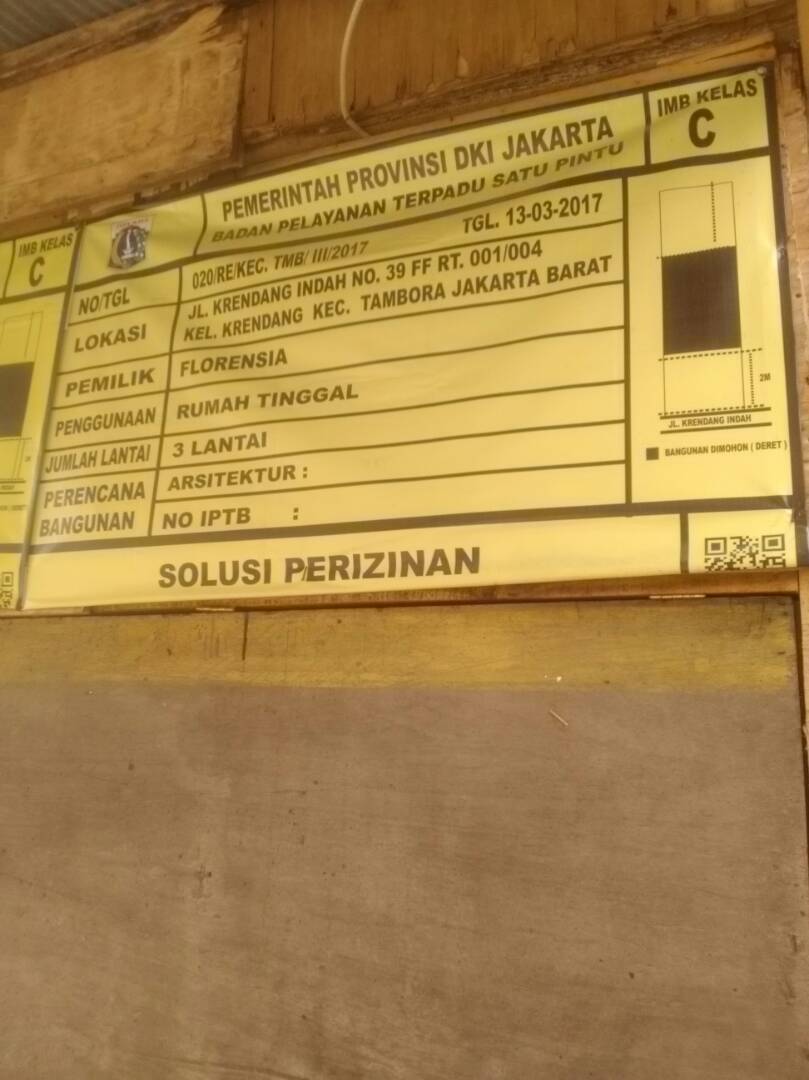 PEMERINTAH PROVINSI DKI JAKARTA
BADAN PELAYANAN TERPADU SATU PINTU
IMB KELAS
C
NO/TGL 020/RE/KEC. TMB/ III/2017 TGL. 13-03-2017
LOKASI JL. KRENDANG INDAH NO. 39 FF RT. 001/004
KEL. KRENDANG KEC. TAMBORA JAKARTA BARAT
PEMILIK FLORENSIA
PENGGUNAAN RUMAH TINGGAL
JUMLAH LANTAI 3 LANTAI
PERENCANA BANGUNAN ARSITEKTUR :
NO IPTB :
2M
JL. KRENDANG INDAH
BANGUNAN DIMOHON ( DERET )
SOLUSI PERIZINAN
IMB KELAS
C